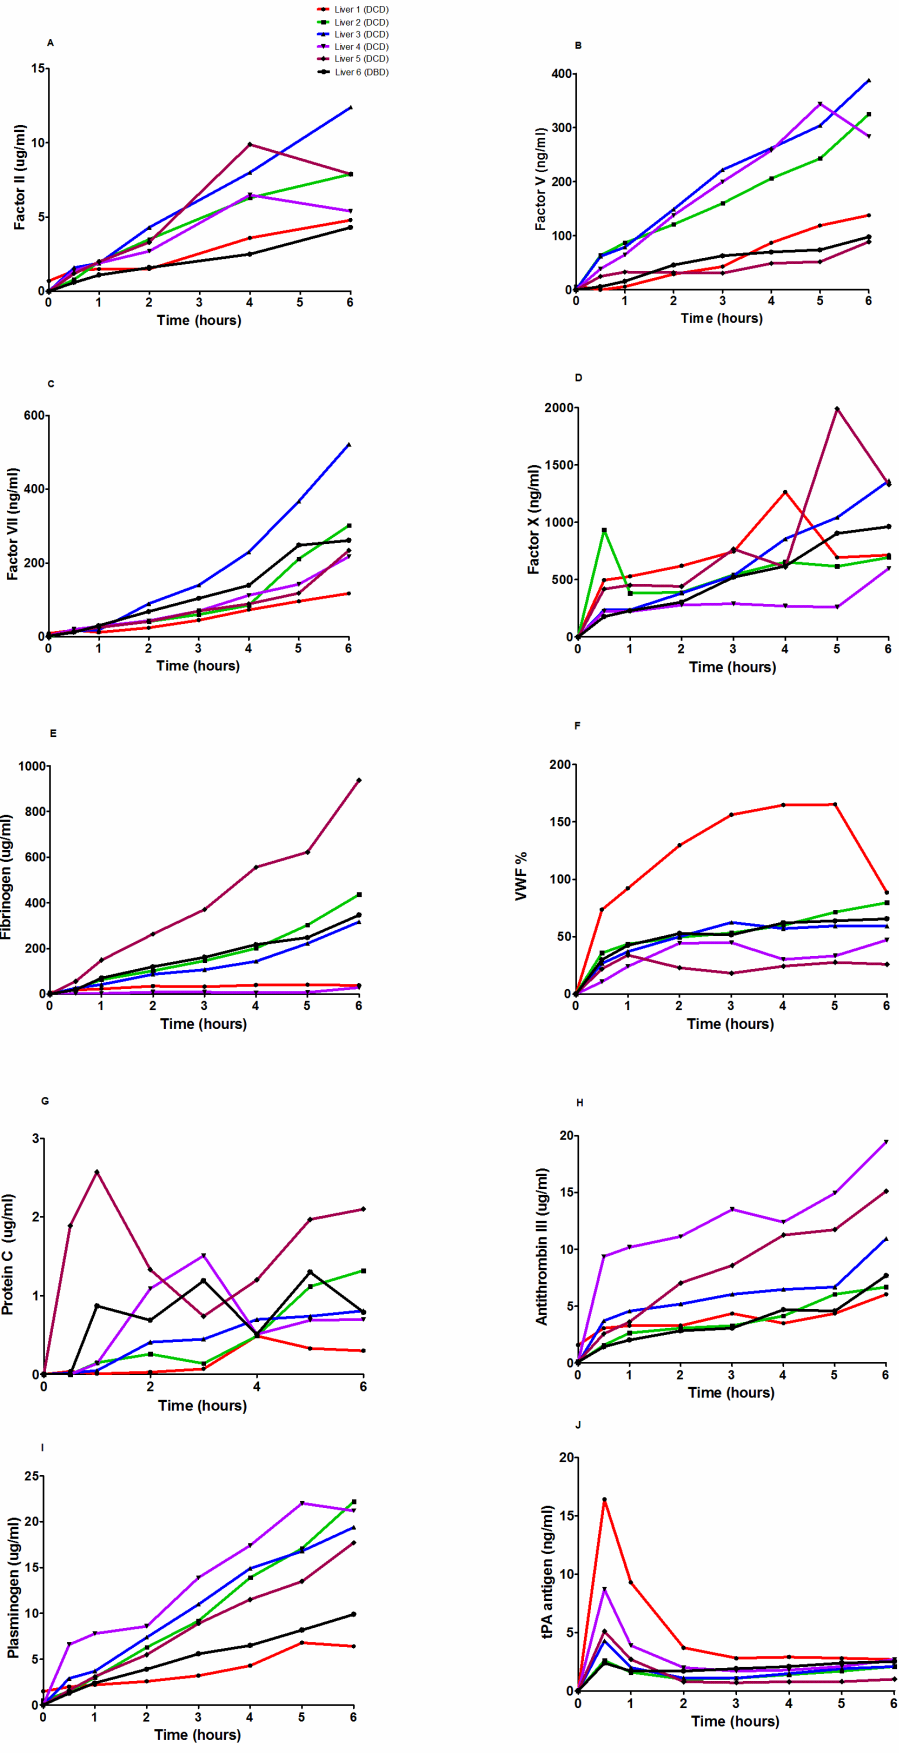 Liver 1 (DCD)
Liver 2 (DCD)
Liver 3 (DCD)
Liver 4 (DCD)
Liver 5 (DCD)
Liver 6 (DBD)
A
15
10
5
0
Factor II (ug/ml)
0 1 2 3 4 5 6
Time (hours)
B
400
300
200
100
0
Factor V (ng/ml)
0 1 2 3 4 5 6
Time (hours)
C
600
400
200
0
Factor VII (ng/ml)
0 1 2 3 4 5 6
Time (hours)
D
2000
1500
1000
500
0
Factor X (ng/ml)
0 1 2 3 4 5 6
Time (hours)
E
1000
800
600
400
200
0
Fibrinogen (ug/ml)
0 1 2 3 4 5 6
Time (hours)
F
200
150
100
50
0
VWF %
0 1 2 3 4 5 6
Time (hours)
G
3
2
1
0
Protein C (ug/ml)
0 2 4 6
Time (hours)
H
20
15
10
5
0
Antithrombin III (ug/ml)
0 1 2 3 4 5 6
Time (hours)
I
25
20
15
10
5
0
Plasminogen (ug/ml)
0 1 2 3 4 5 6
Time (hours)
J
20
15
10
5
0
tPA antigen (ng/ml)
0 1 2 3 4 5 6
Time (hours)